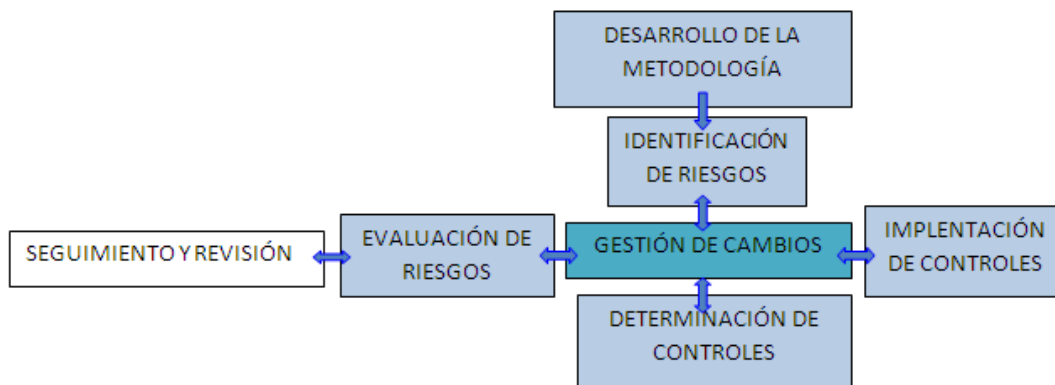 DESARROLLO DE LA
METODOLOGÍA
IDENTIFICACIÓN
DE RIESGOS
SEGUIMIENTO Y REVISIÓN
EVALUACIÓN DE
RIESGOS
GESTIÓN DE CAMBIOS
IMPLENTACIÓN
DE CONTROLES
DETERMINACIÓN DE
CONTROLES